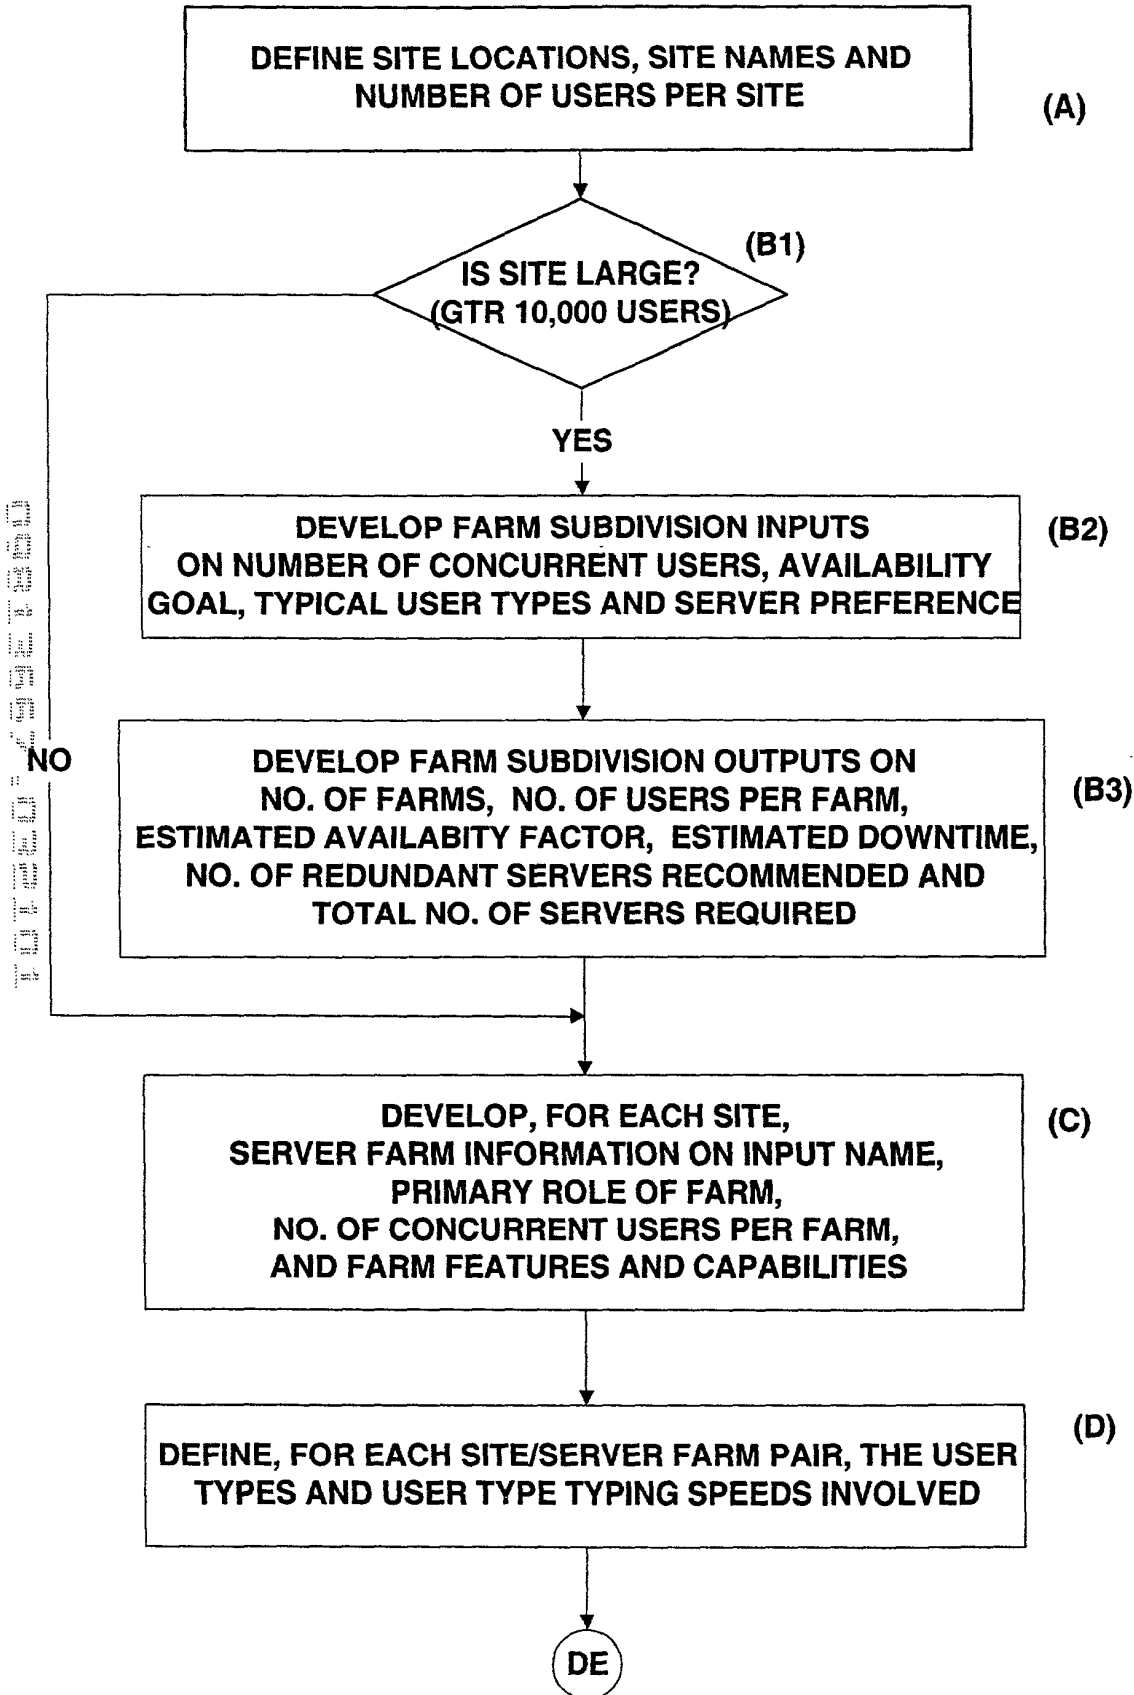 DEFINE SITE LOCATIONS, SITE NAMES AND
NUMBER OF USERS PER SITE
(A)
(B1)
IS SITE LARGE?
(GTR 10,000 USERS)
YES
DEVELOP FARM SUBDIVISION INPUTS
ON NUMBER OF CONCURRENT USERS, AVAILABILITY
GOAL, TYPICAL USER TYPES AND SERVER PREFERENCE
(B2)
NO
DEVELOP FARM SUBDIVISION OUTPUTS ON
NO. OF FARMS, NO. OF USERS PER FARM,
ESTIMATED AVAILABITY FACTOR, ESTIMATED DOWNTIME,
NO. OF REDUNDANT SERVERS RECOMMENDED AND
TOTAL NO. OF SERVERS REQUIRED
(B3)
DEVELOP, FOR EACH SITE,
SERVER FARM INFORMATION ON INPUT NAME,
PRIMARY ROLE OF FARM,
NO. OF CONCURRENT USERS PER FARM,
AND FARM FEATURES AND CAPABILITIES
(C)
DEFINE, FOR EACH SITE/SERVER FARM PAIR, THE USER
TYPES AND USER TYPE TYPING SPEEDS INVOLVED
(D)
DE